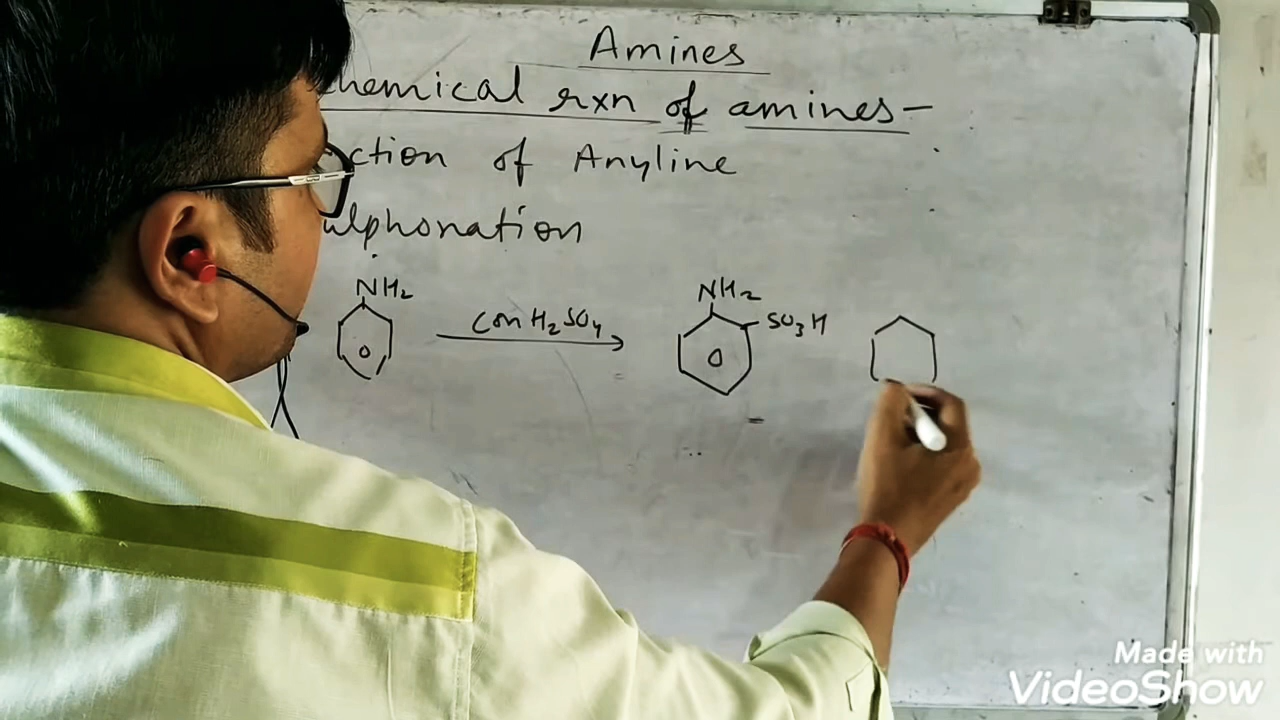 Amines
hemical rxn of amines-
ction of Anyline
ulphonation
NH2
con H2SO4
NH2
SO3H
Made with
VideoShow